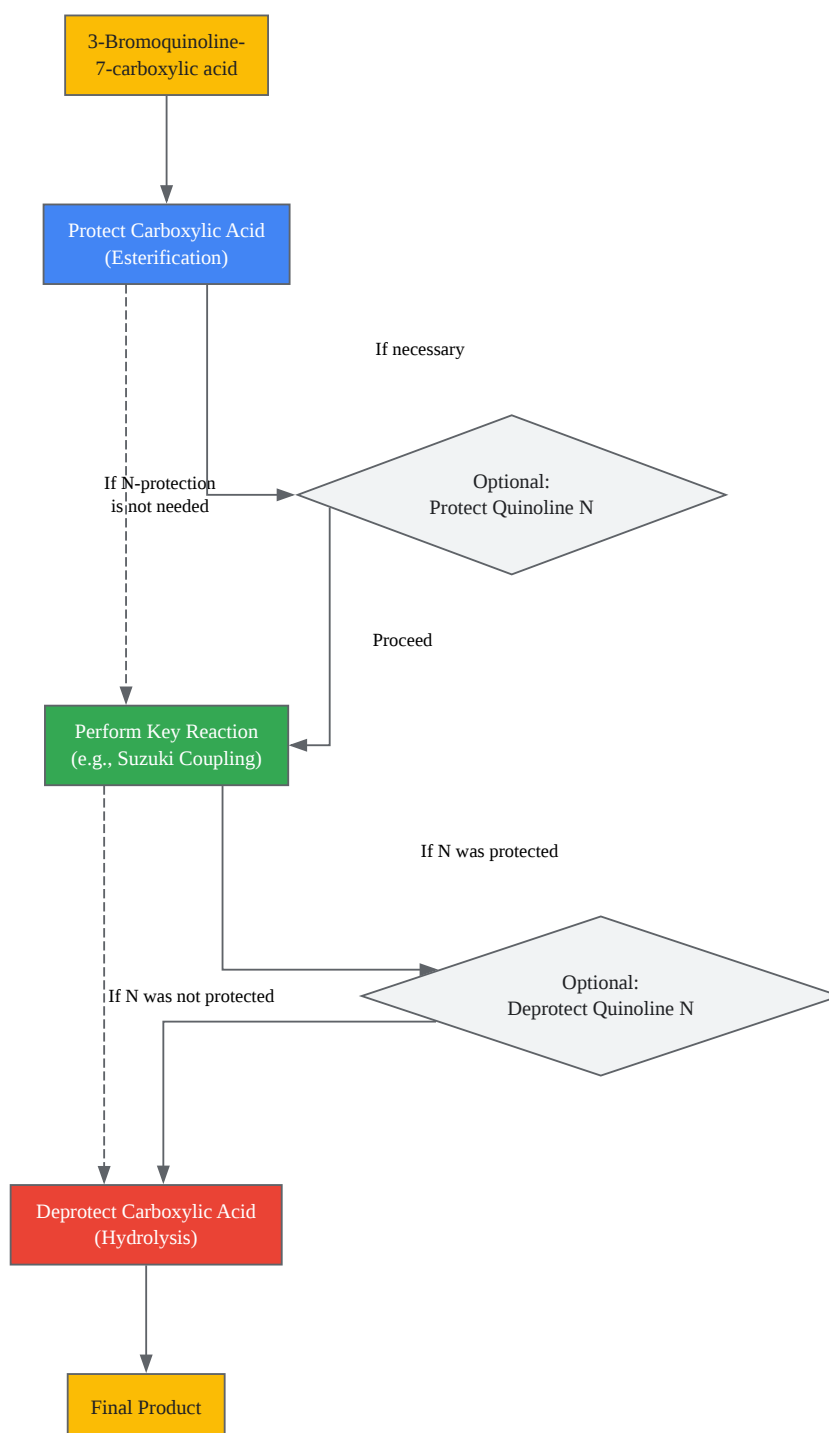 3-Bromoquinoline-
7-carboxylic acid
Protect Carboxylic Acid
(Esterification)
If necessary
If N-protection
is not needed
Optional:
Protect Quinoline N
Proceed
Perform Key Reaction
(e.g., Suzuki Coupling)
If N was protected
If N was not protected
Optional:
Deprotect Quinoline N
Deprotect Carboxylic Acid
(Hydrolysis)
Final Product